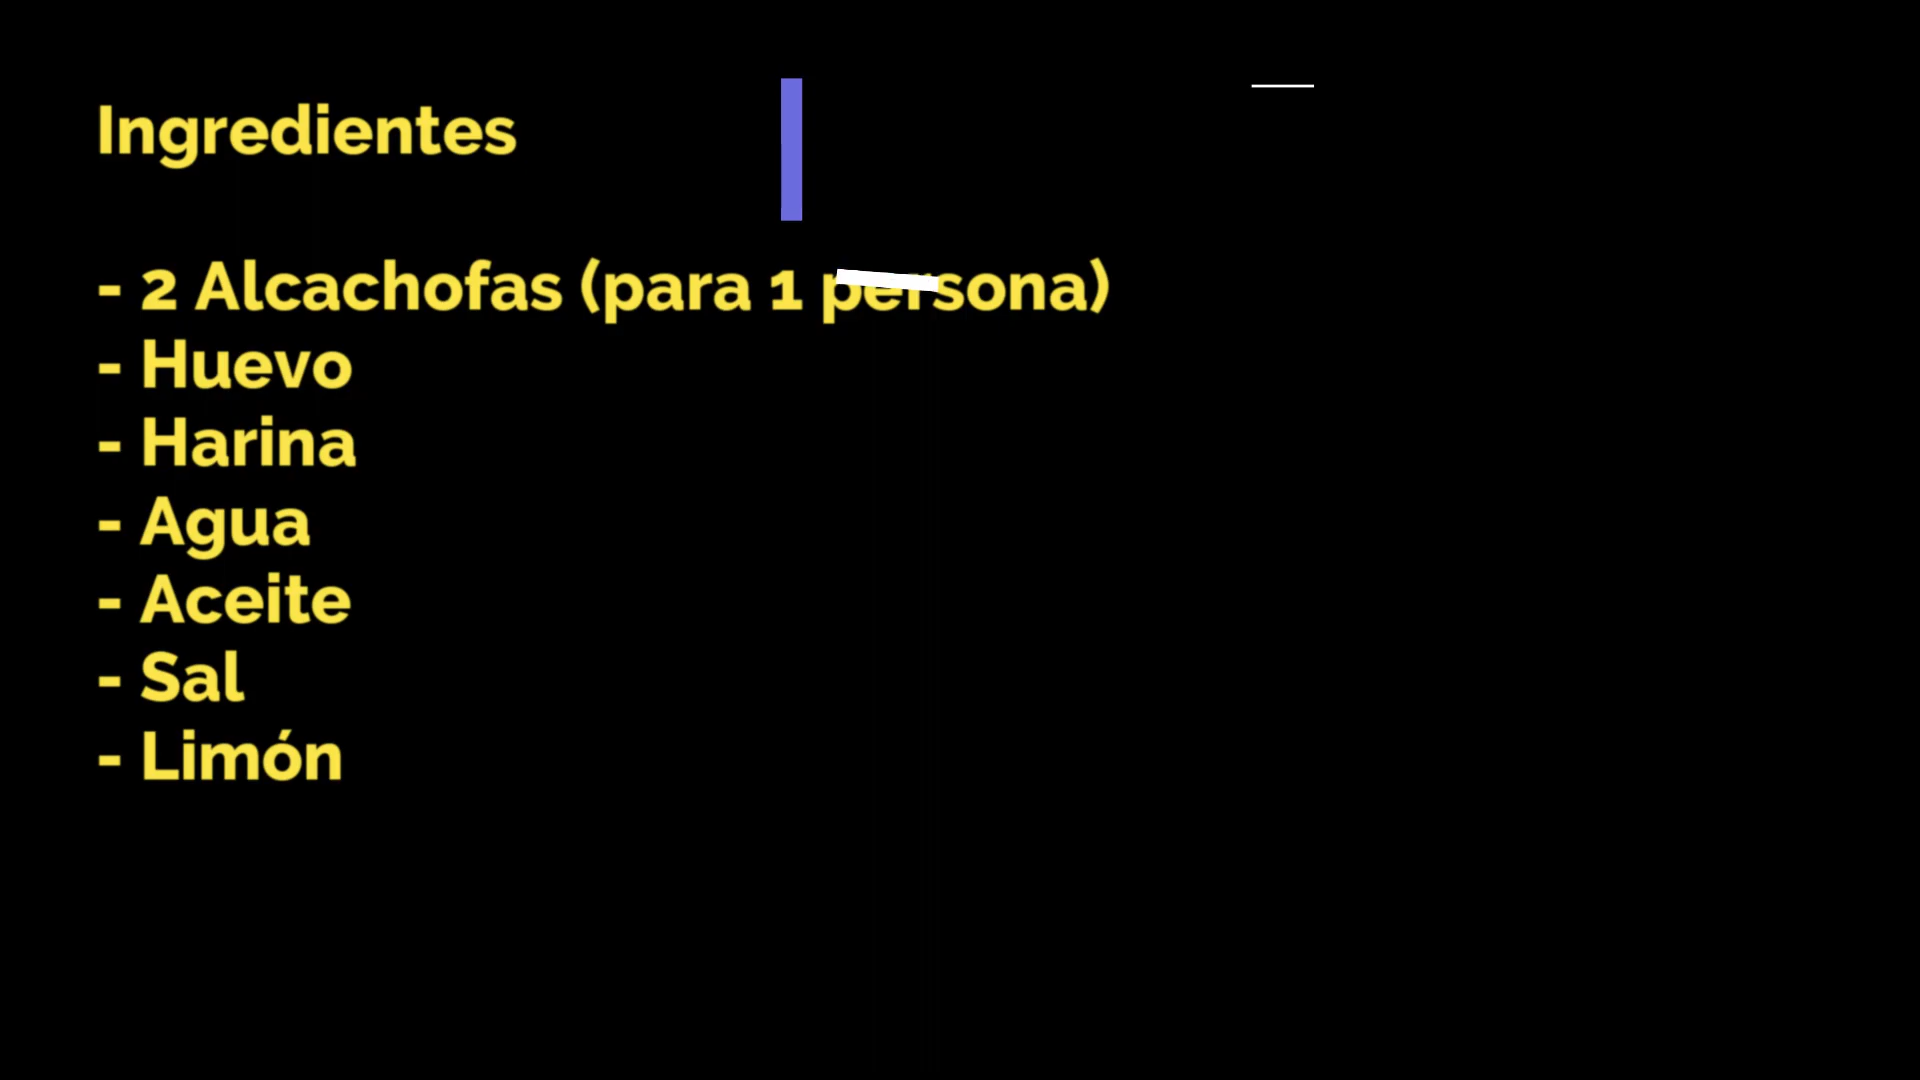 Ingredientes
- 2 Alcachofas (para 1 persona)
- Huevo
- Harina
- Agua
- Aceite
- Sal
- Limón